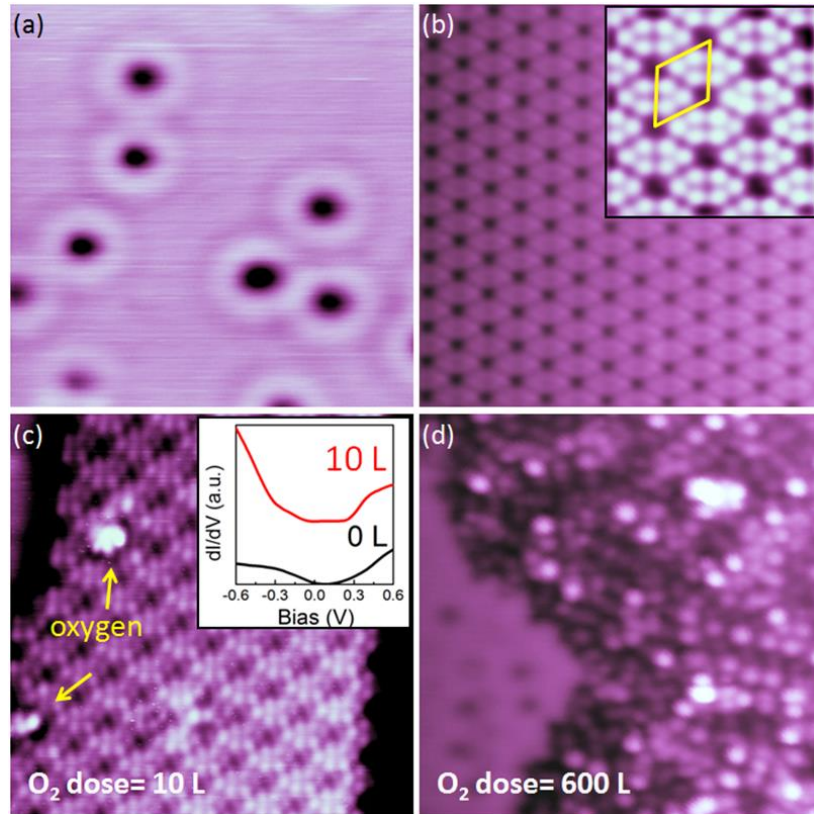 (a)
(b)
(c)
10 L
0 L
dI/dV (a.u.)
-0.6 -0.3 0.0 0.3 0.6
Bias (V)
oxygen
O₂ dose= 10 L
(d)
O₂ dose= 600 L